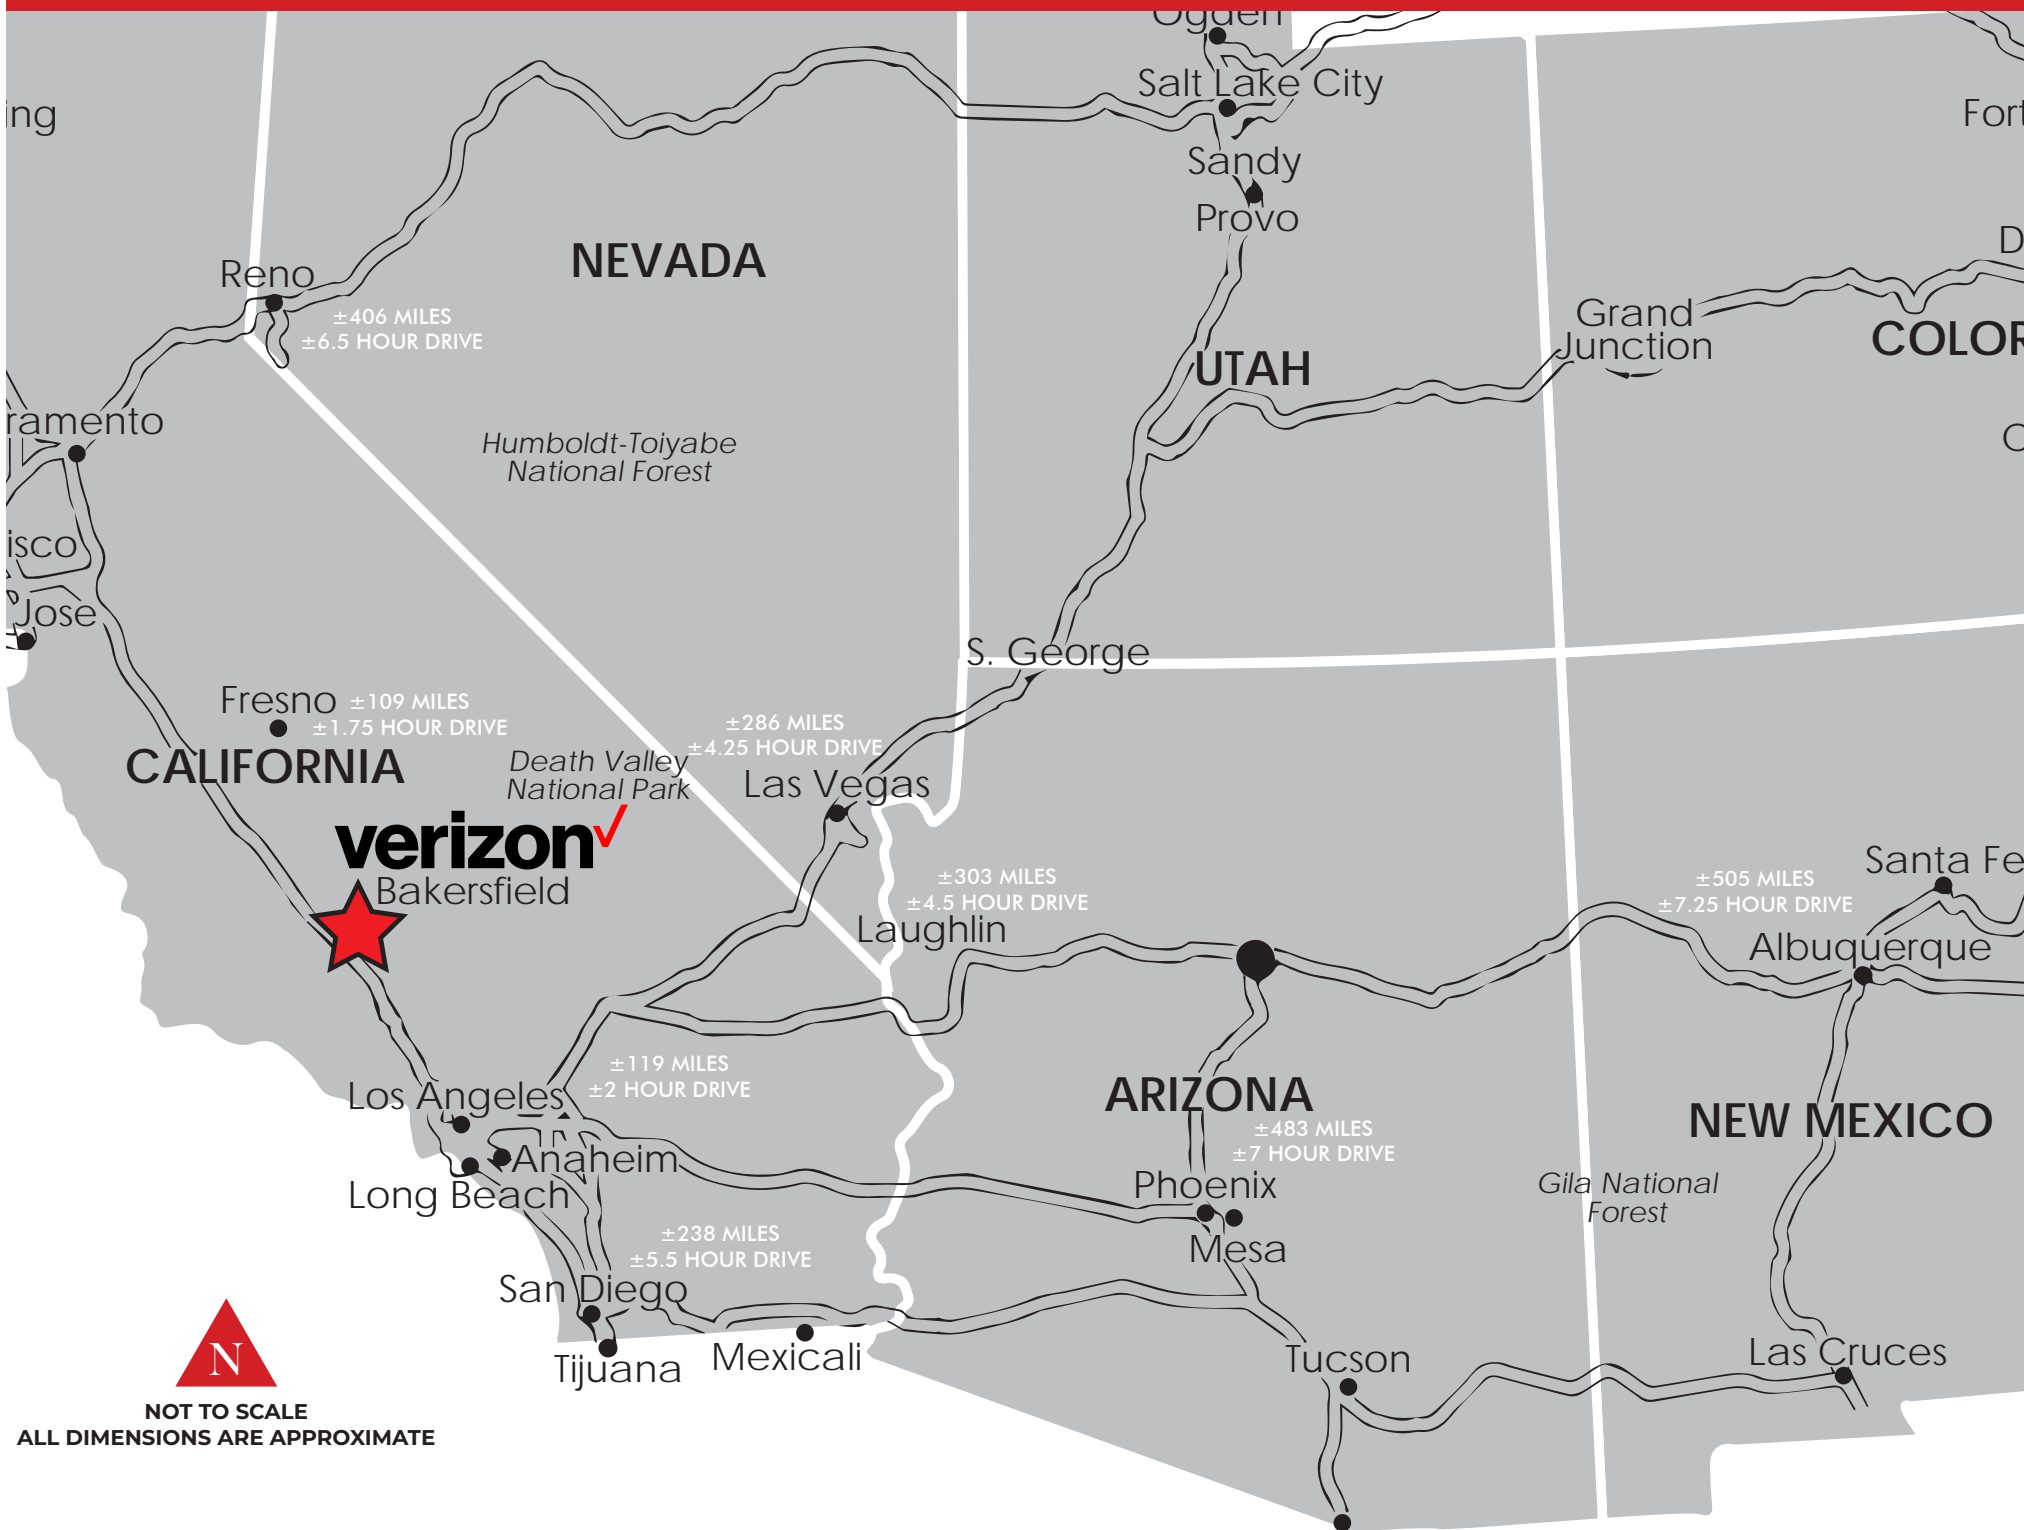 Ogden
Salt Lake City
ing
Fort
Sandy
Provo
D
NEVADA
Reno
±406 MILES
±6.5 HOUR DRIVE
Grand
Junction
COLOR
UTAH
ramento
Humboldt-Toiyabe
National Forest
C
isco
Jose
S. George
Fresno
±109 MILES
±1.75 HOUR DRIVE
CALIFORNIA
±286 MILES
±4.25 HOUR DRIVE
Death Valley
National Park
Las Vegas
verizon
Bakersfield
±303 MILES
±4.5 HOUR DRIVE
Laughlin
±505 MILES
±7.25 HOUR DRIVE
Santa Fe
Albuquerque
±119 MILES
±2 HOUR DRIVE
Los Angeles
ARIZONA
±483 MILES
±7 HOUR DRIVE
NEW MEXICO
Anaheim
Long Beach
Phoenix
Mesa
Gila National
Forest
±238 MILES
±5.5 HOUR DRIVE
San Diego
Tijuana
Mexicali
Tucson
Las Cruces
N
NOT TO SCALE
ALL DIMENSIONS ARE APPROXIMATE